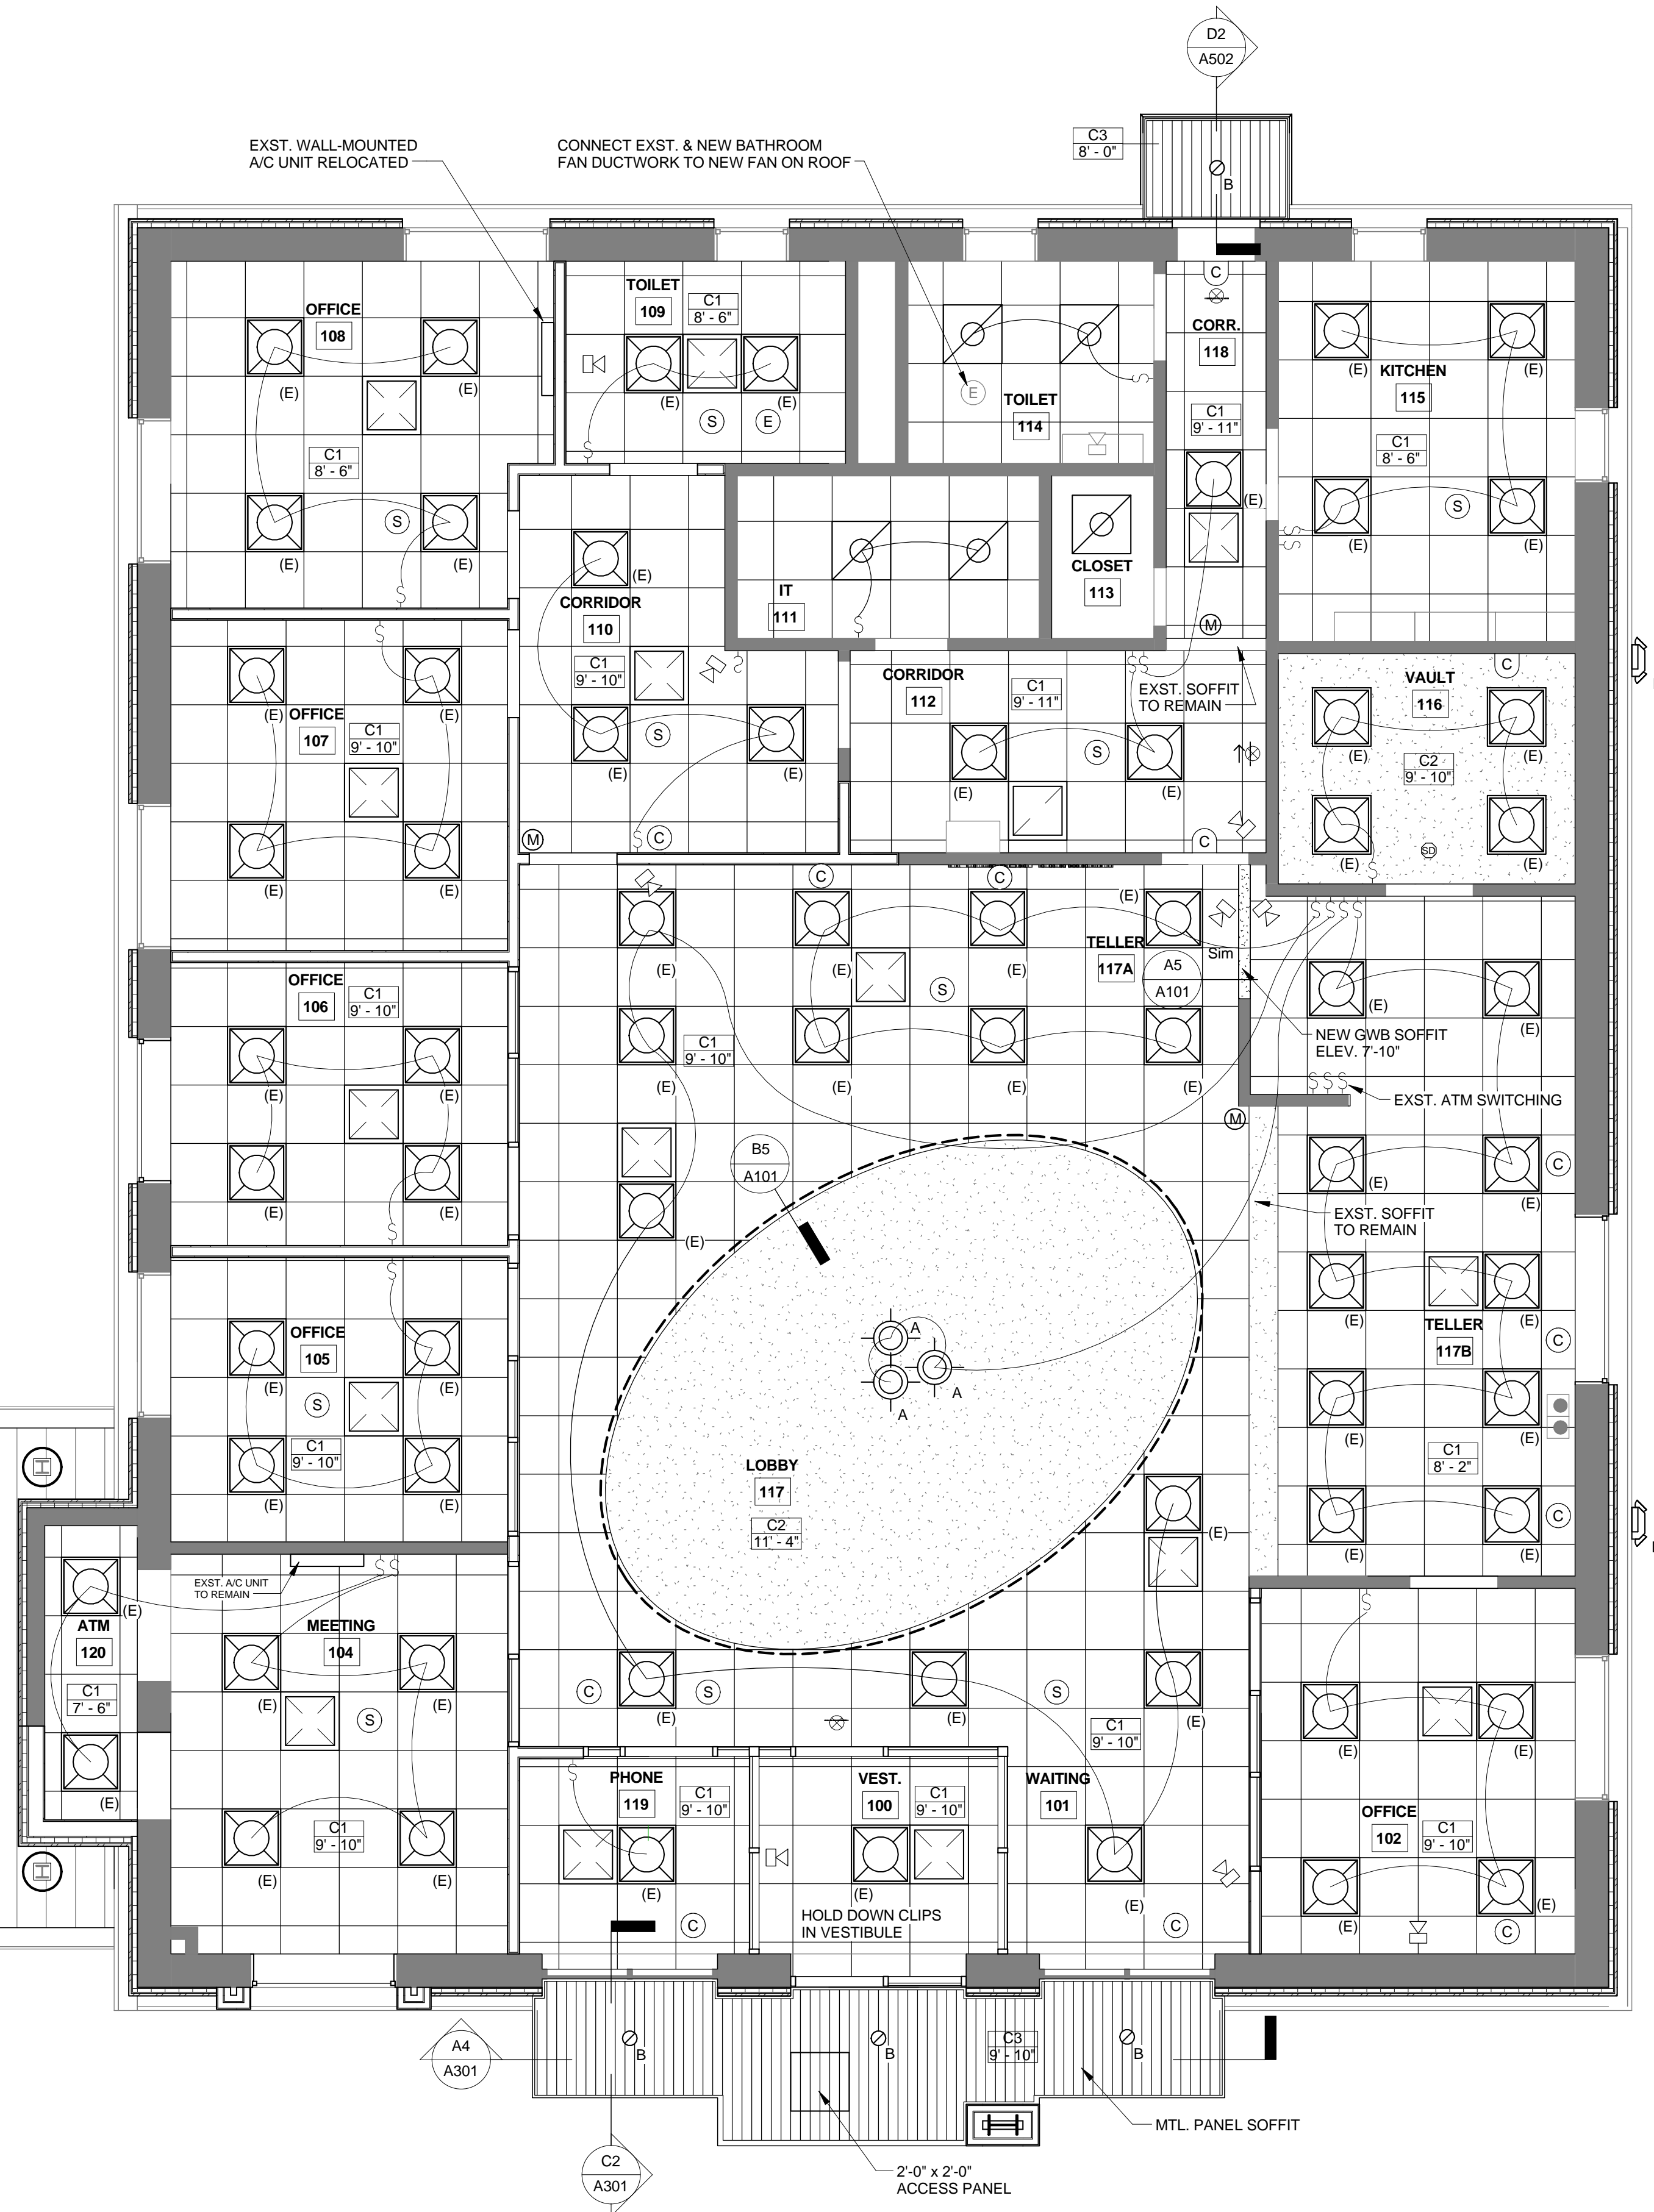 D2
A502
C3
8' - 0"
B
EXST. WALL-MOUNTED
A/C UNIT RELOCATED
CONNECT EXST. & NEW BATHROOM
FAN DUCTWORK TO NEW FAN ON ROOF
OFFICE
108
(E)
(E)
C1
8' - 6"
S
(E)
(E)
S
TOILET
109
C1
8' - 6"
(E)
(E)
S
E
S
E
TOILET
114
S
C
CORR.
118
C1
9' - 11"
(E)
M
KITCHEN
115
(E)
(E)
C1
8' - 6"
S
S
S
(E)
(E)
CORRIDOR
110
(E)
C1
9' - 10"
S
S
(E)
(E)
M
S
C
IT
111
S
CLOSET
113
CORRIDOR
112
C1
9' - 11"
S
S
EXST. SOFFIT
TO REMAIN
S
(E)
(E)
C
VAULT
116
C
(E)
(E)
C2
9' - 10"
(E)
(E)
SD
S
OFFICE
107
S
C1
9' - 10"
(E)
(E)
(E)
(E)
OFFICE
106
C1
9' - 10"
(E)
(E)
(E)
(E)
S
OFFICE
105
S
(E)
(E)
S
C1
9' - 10"
(E)
(E)
C
C
(E)
TELLER
117A
A5
A101
Sim
(E)
(E)
(E)
S
C1
9' - 10"
(E)
(E)
(E)
(E)
M
S
S
S
S
(E)
(E)
NEW GWB SOFFIT
ELEV. 7'-10"
S
S
S
EXST. ATM SWITCHING
B5
A101
(E)
A
A
A
LOBBY
117
C2
11' - 4"
EXST. SOFFIT
TO REMAIN
(E)
(E)
C
TELLER
117B
(E)
(E)
C
(E)
(E)
C1
8' - 2"
C
(E)
(E)
(E)
EXST. A/C UNIT
TO REMAIN
S
S
ATM
120
(E)
C1
7' - 6"
(E)
MEETING
104
(E)
(E)
S
C1
9' - 10"
(E)
(E)
C
S
(E)
(E)
S
(E)
C1
9' - 10"
PHONE
119
S
C1
9' - 10"
(E)
C
VEST.
100
C1
9' - 10"
(E)
HOLD DOWN CLIPS
IN VESTIBULE
WAITING
101
(E)
C
S
(E)
(E)
OFFICE
102
C1
9' - 10"
(E)
(E)
C
A4
A301
B
B
C3
9' - 10"
B
MTL. PANEL SOFFIT
C2
A301
2'-0" x 2'-0"
ACCESS PANEL